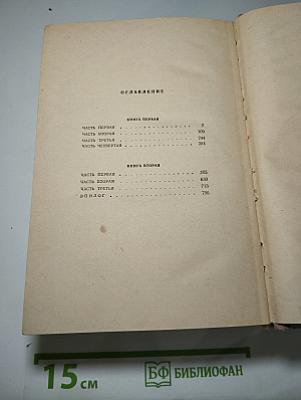 ОГЛАВЛЕНИЕ
КНИГА ПЕРВАЯ
ЧАСТЬ ПЕРВАЯ
ЧАСТЬ ВТОРАЯ
ЧАСТЬ ТРЕТЬЯ
ЧАСТЬ ЧЕТВЕРТАЯ
КНИГА ВТОРАЯ
ЧАСТЬ ПЕРВАЯ
ЧАСТЬ ВТОРАЯ
ЧАСТЬ ТРЕТЬЯ . . . 715
ЭПИЛОГ
15 см БФ БИБЛИОФАН